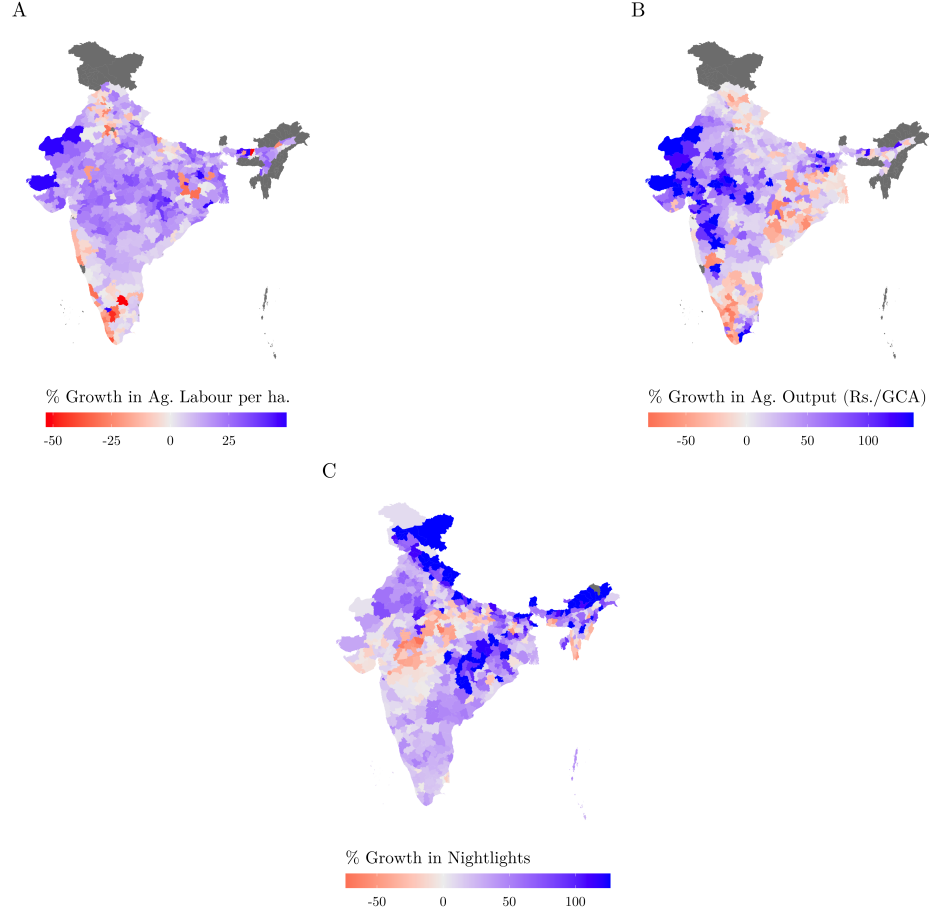 A
B
% Growth in Ag. Labour per ha.
-50 -25 0 25
% Growth in Ag. Output (Rs./GCA)
-50 0 50 100
C
% Growth in Nightlights
-50 0 50 100